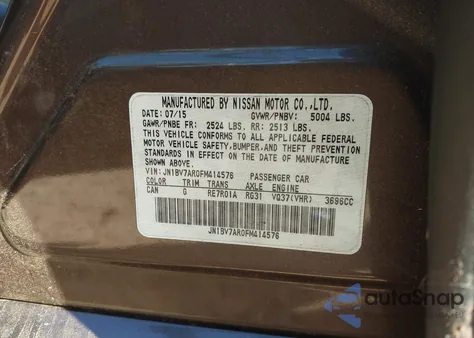 MANUFACTURED BY NISSAN MOTOR CO.,LTD.
DATE: 07/15 GVWR/PNBV: 5004 LBS.
GAWR/PNBE FR: 2524 LBS. RR: 2513 LBS.
THIS VEHICLE CONFORMS TO ALL APPLICABLE FEDERAL
MOTOR VEHICLE SAFETY, BUMPER, AND THEFT PREVENTION
STANDARDS IN EFFECT ON THE DATE OF MANUFACTURE
SHOWN ABOVE.
VIN: JN1BV7AR0FM414576 PASSENGER CAR
COLOR TRIM TRANS AXLE ENGINE
CAN G RE7R01A RG31 VQ37(VHR) 3696CC
JN1BV7AR0FM414576
autoSnap